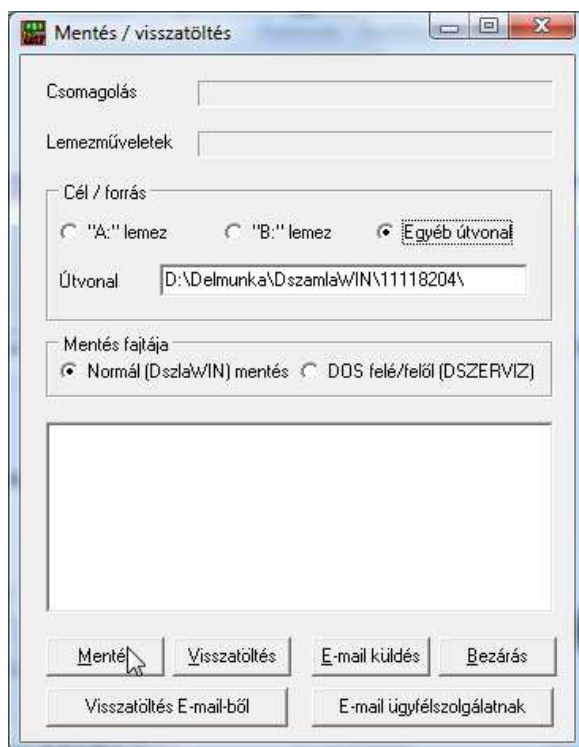 Mentés / visszatöltés
Csomagolás
Lemezműveletek
Cél / forrás
"A:" lemez "B:" lemez Egyéb útvonal
Útvonal D:\Delmunka\DszamlaWIN\11118204\
Mentés fajtája
Normál (DszlaWIN) mentés DOS felé/felől (DSZERVIZ)
Menté Visszatöltés E-mail küldés Bezárás
Visszatöltés E-mail-ből E-mail ügyfélszolgálatnak